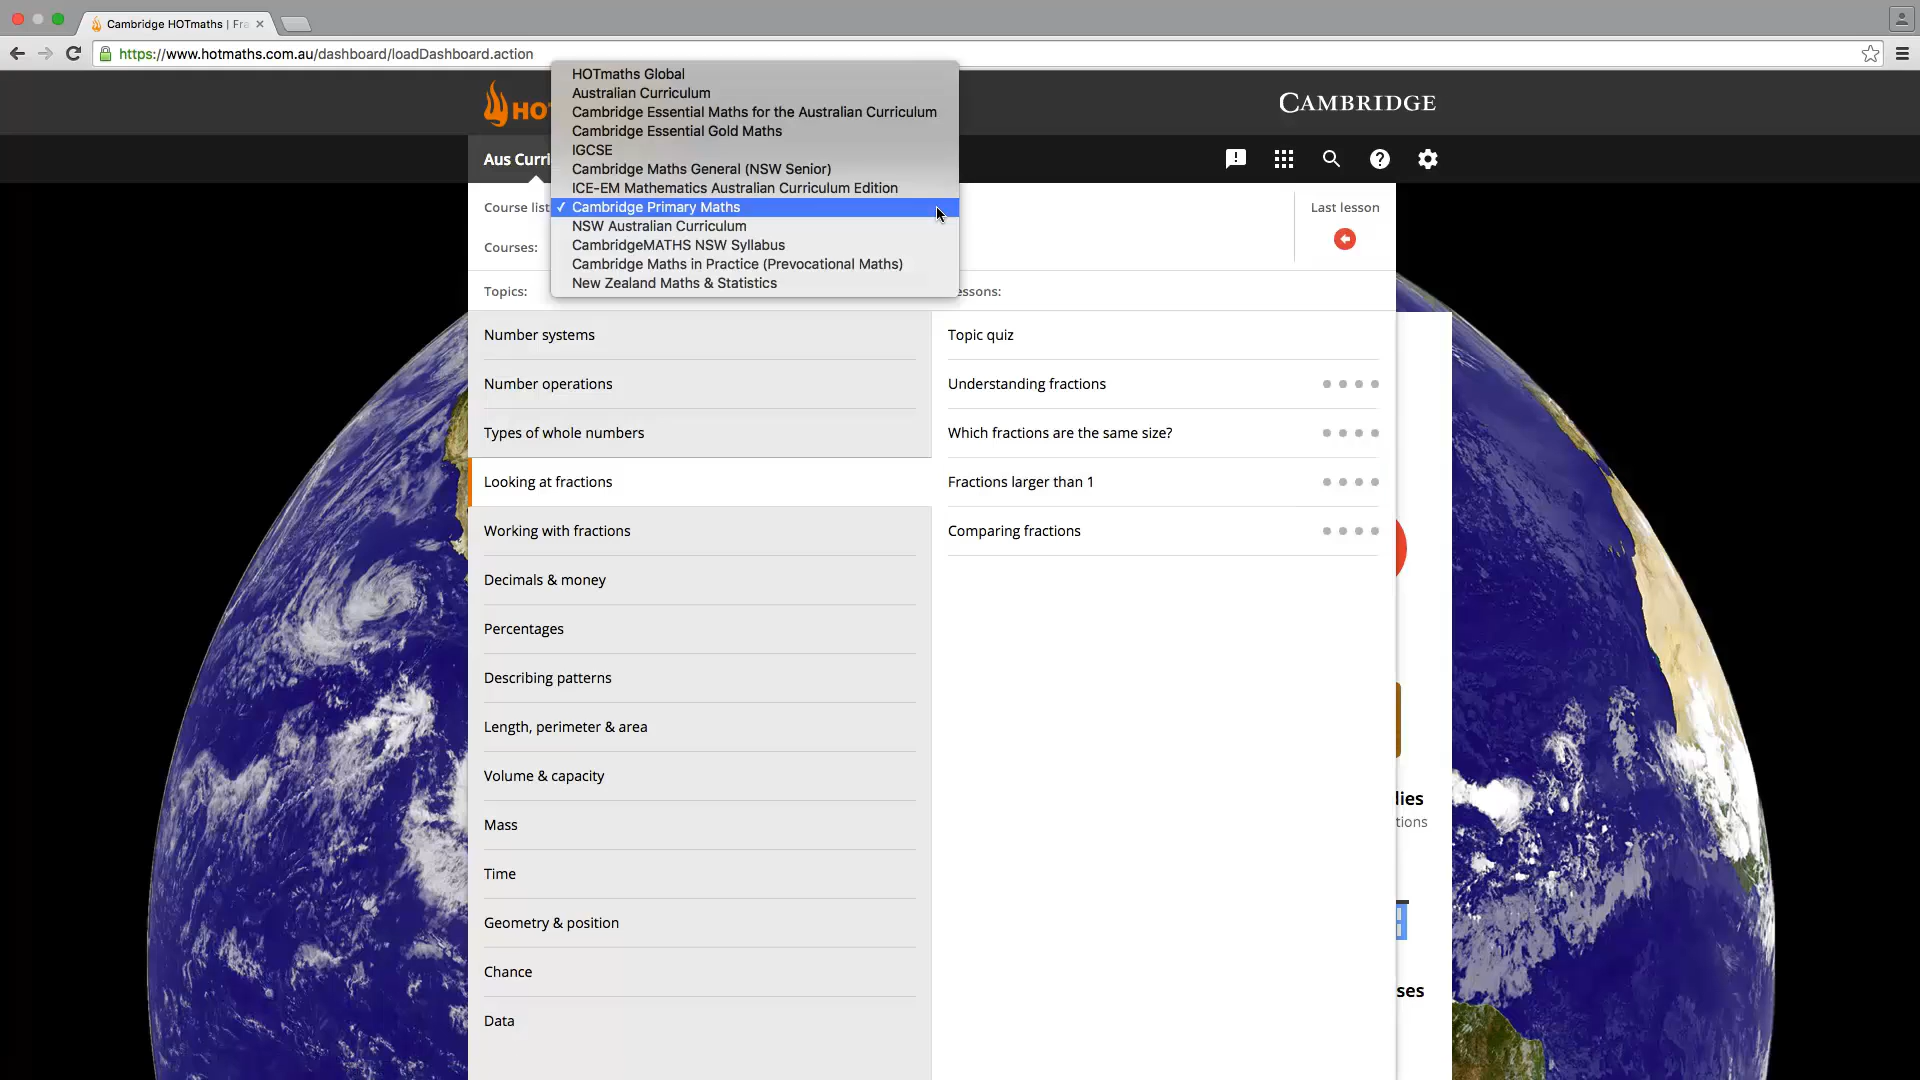 Cambridge HOTmaths | Fra
https://www.hotmaths.com.au/dashboard/loadDashboard.action
HO
CAMBRIDGE
Aus Curri
HOTmaths Global
Australian Curriculum
Cambridge Essential Maths for the Australian Curriculum
Cambridge Essential Gold Maths
IGCSE
Cambridge Maths General (NSW Senior)
ICE-EM Mathematics Australian Curriculum Edition
✓ Cambridge Primary Maths
NSW Australian Curriculum
CambridgeMATHS NSW Syllabus
Cambridge Maths in Practice (Prevocational Maths)
New Zealand Maths & Statistics
Course list
Last lesson
Courses:
Topics:
essons:
Number systems
Number operations
Types of whole numbers
Looking at fractions
Working with fractions
Decimals & money
Percentages
Describing patterns
Length, perimeter & area
Volume & capacity
Mass
Time
Geometry & position
Chance
Data
Topic quiz
Understanding fractions
Which fractions are the same size?
Fractions larger than 1
Comparing fractions
lies
tions
ses